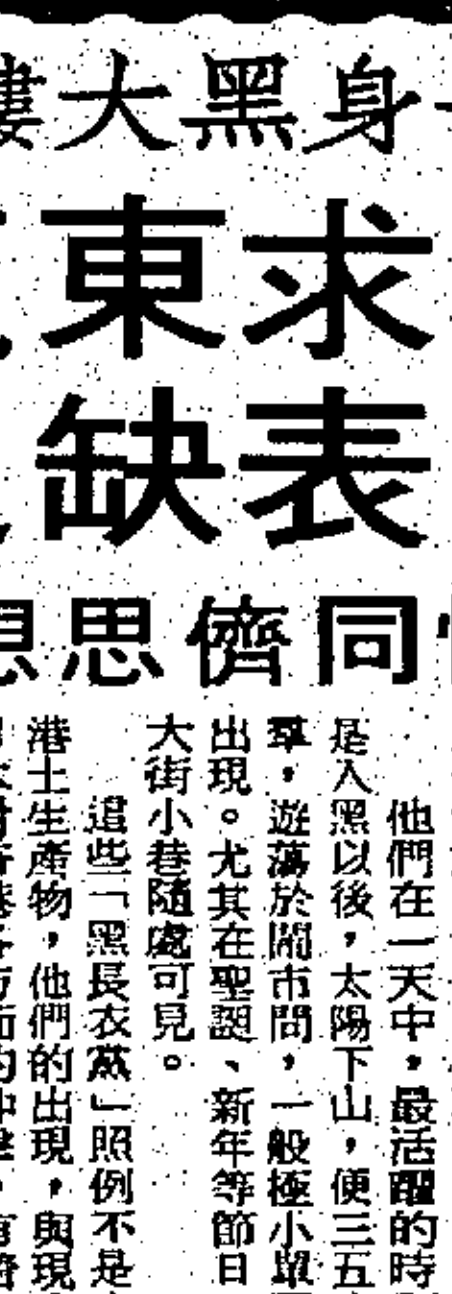 身黑大褸
求東
表缺
同儕思想
他們在一天中，最活躍的時
是入黑以後，太陽下山，便三五
羣，遊蕩於鬧市間，一般極小單
出現。尤其在聖誕、新年等節日
大街小巷隨處可見。
這些「黑長衣黨」照例不是
港土生產物，他們的出現，與現